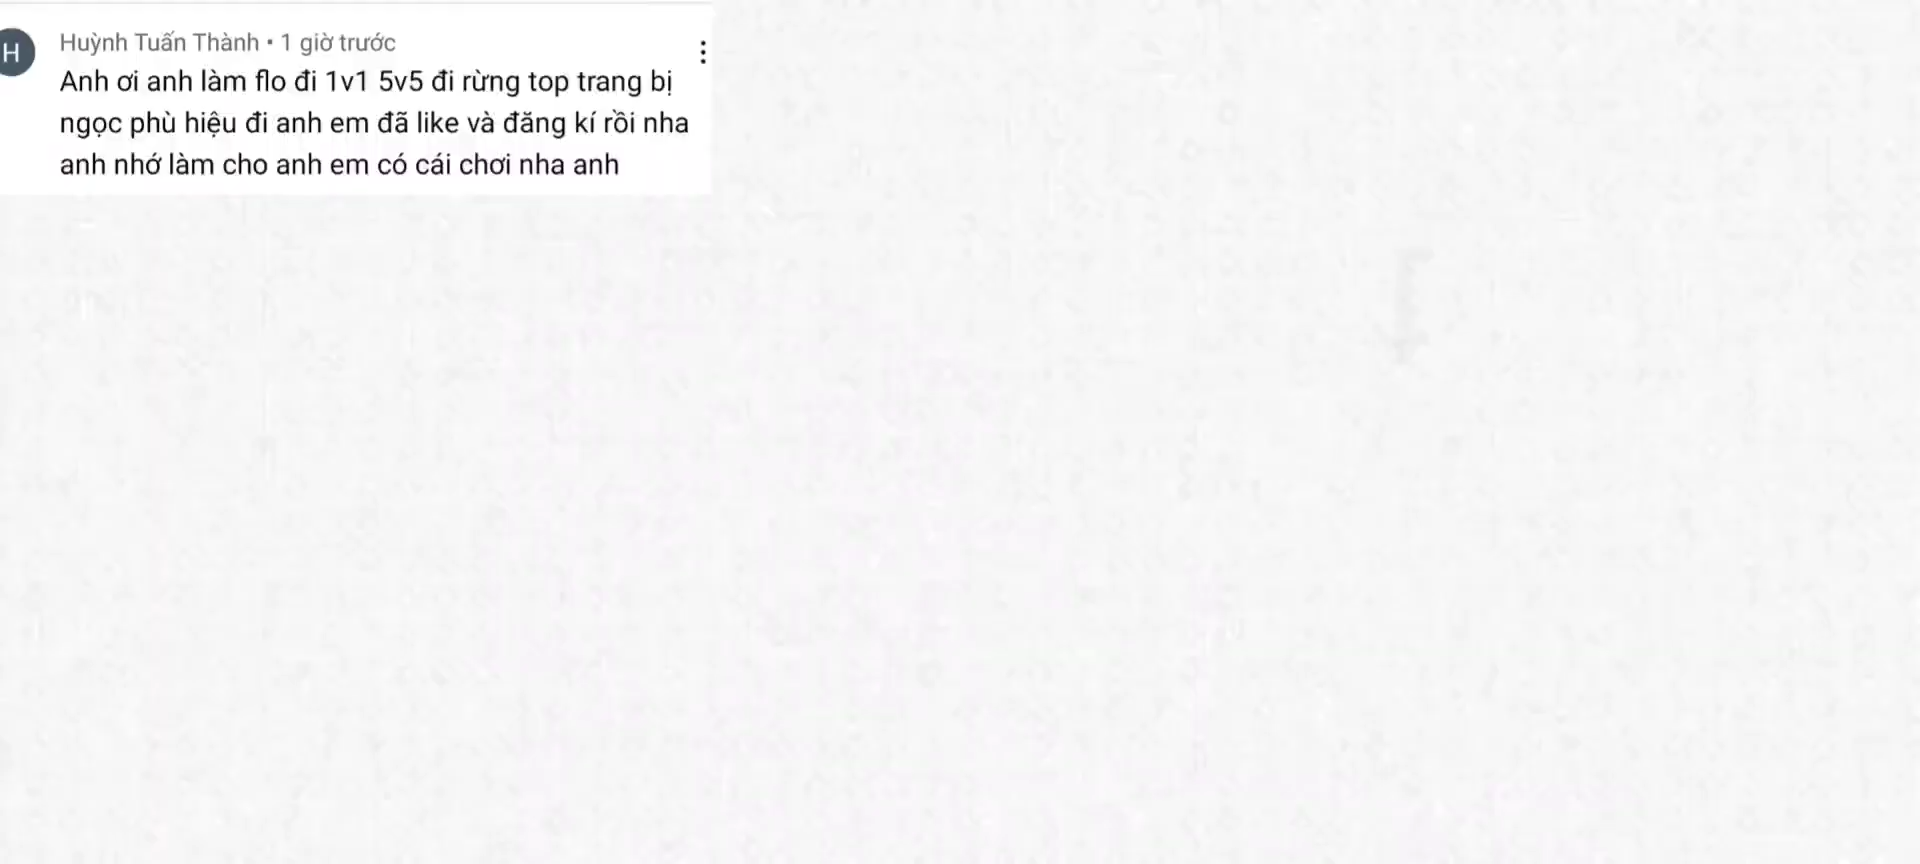 H
Huỳnh Tuấn Thành • 1 giờ trước
Anh ơi anh làm flo đi 1v1 5v5 đi rừng top trang bị
ngọc phù hiệu đi anh em đã like và đăng kí rồi nha
anh nhớ làm cho anh em có cái chơi nha anh